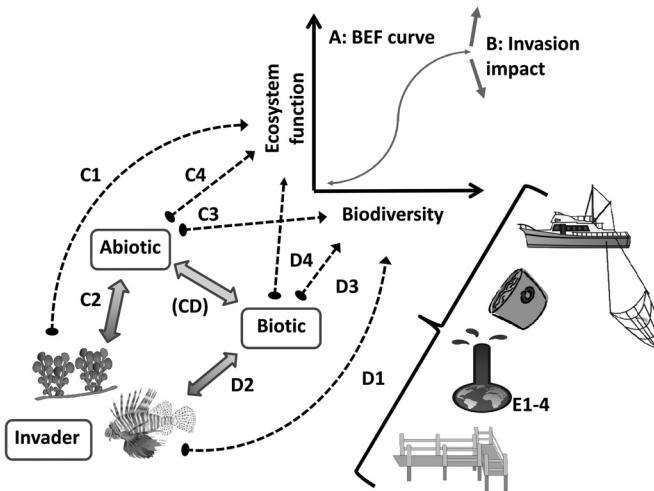 A: BEF curve
B: Invasion
impact
Ecosystem
function
C1
C4
C3
Biodiversity
Abiotic
D4
D3
C2
(CD)
Biotic
D2
D1
E1-4
Invader